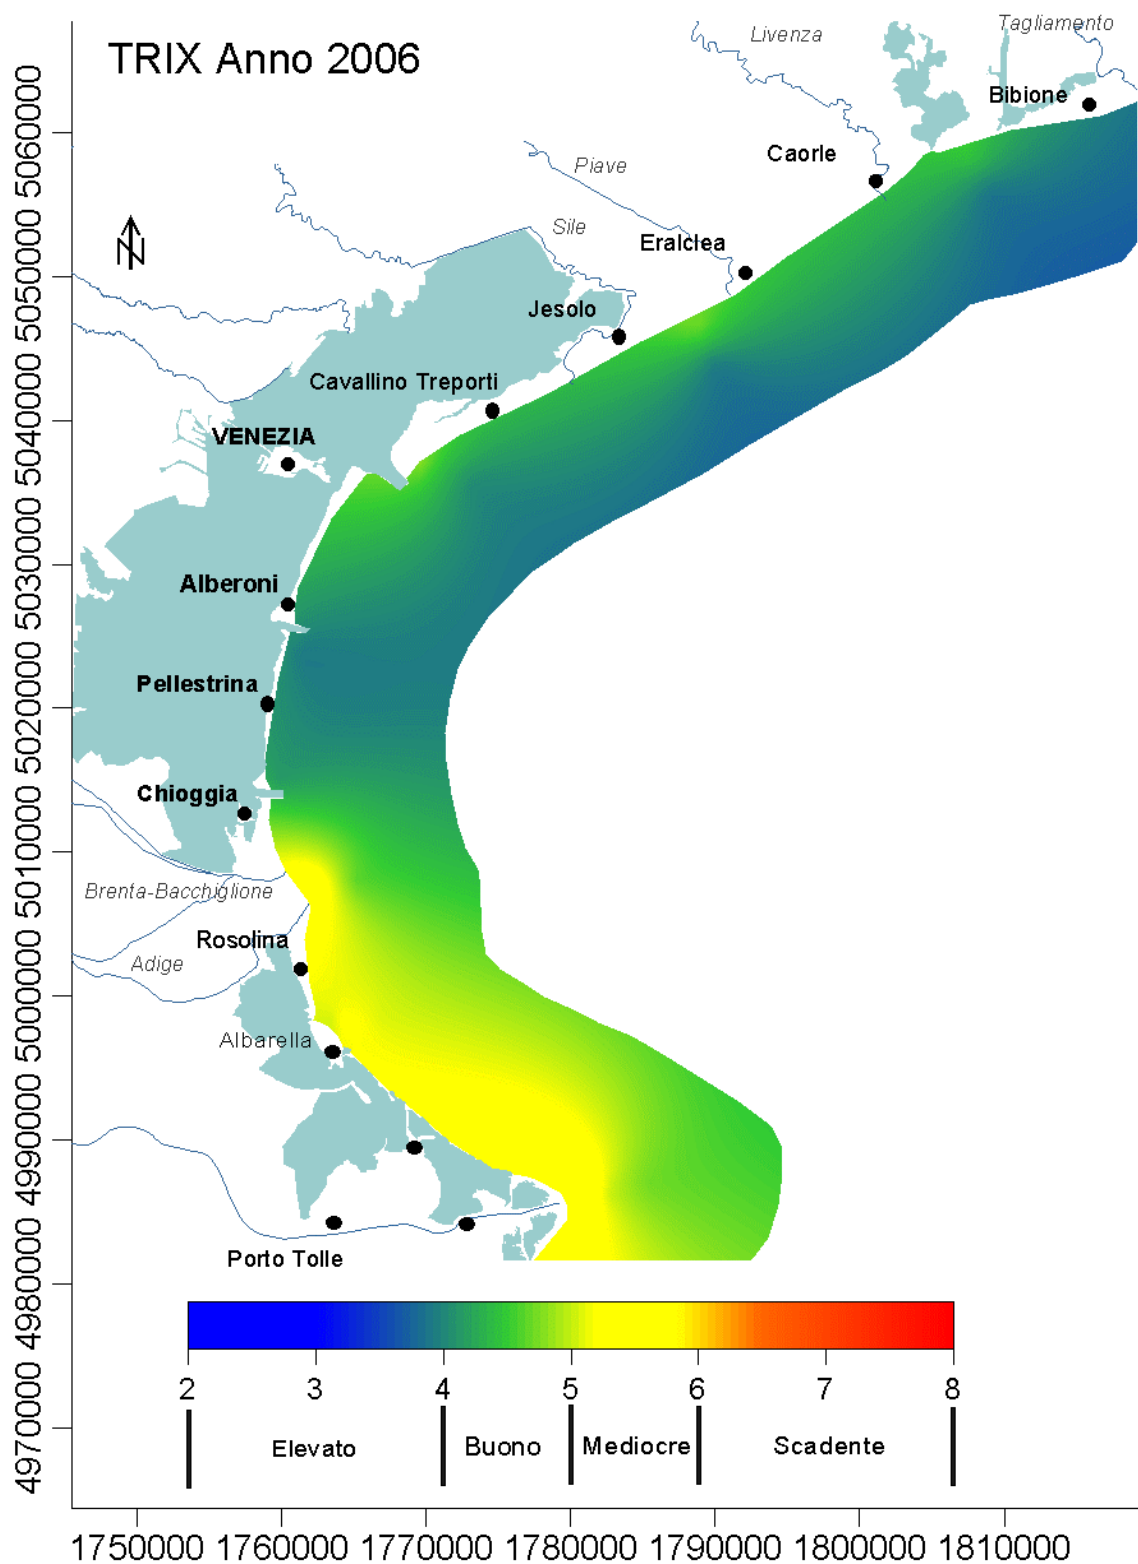 TRIX Anno 2006
Tagliamento
Livenza
Bibione
Caorle
Piave
Sile
Eralclea
N
Jesolo
Cavallino Treporti
VENEZIA
Alberoni
Pellestrina
Chioggia
Brenta-Bacchiglione
Rosolina
Adige
Albarella
Porto Tolle
5060000
5050000
5040000
5030000
5020000
5010000
5000000
4990000
4980000
4970000
2 3 4 5 6 7 8
Elevato Buono Mediocre Scadente
1750000 1760000 1770000 1780000 1790000 1800000 1810000